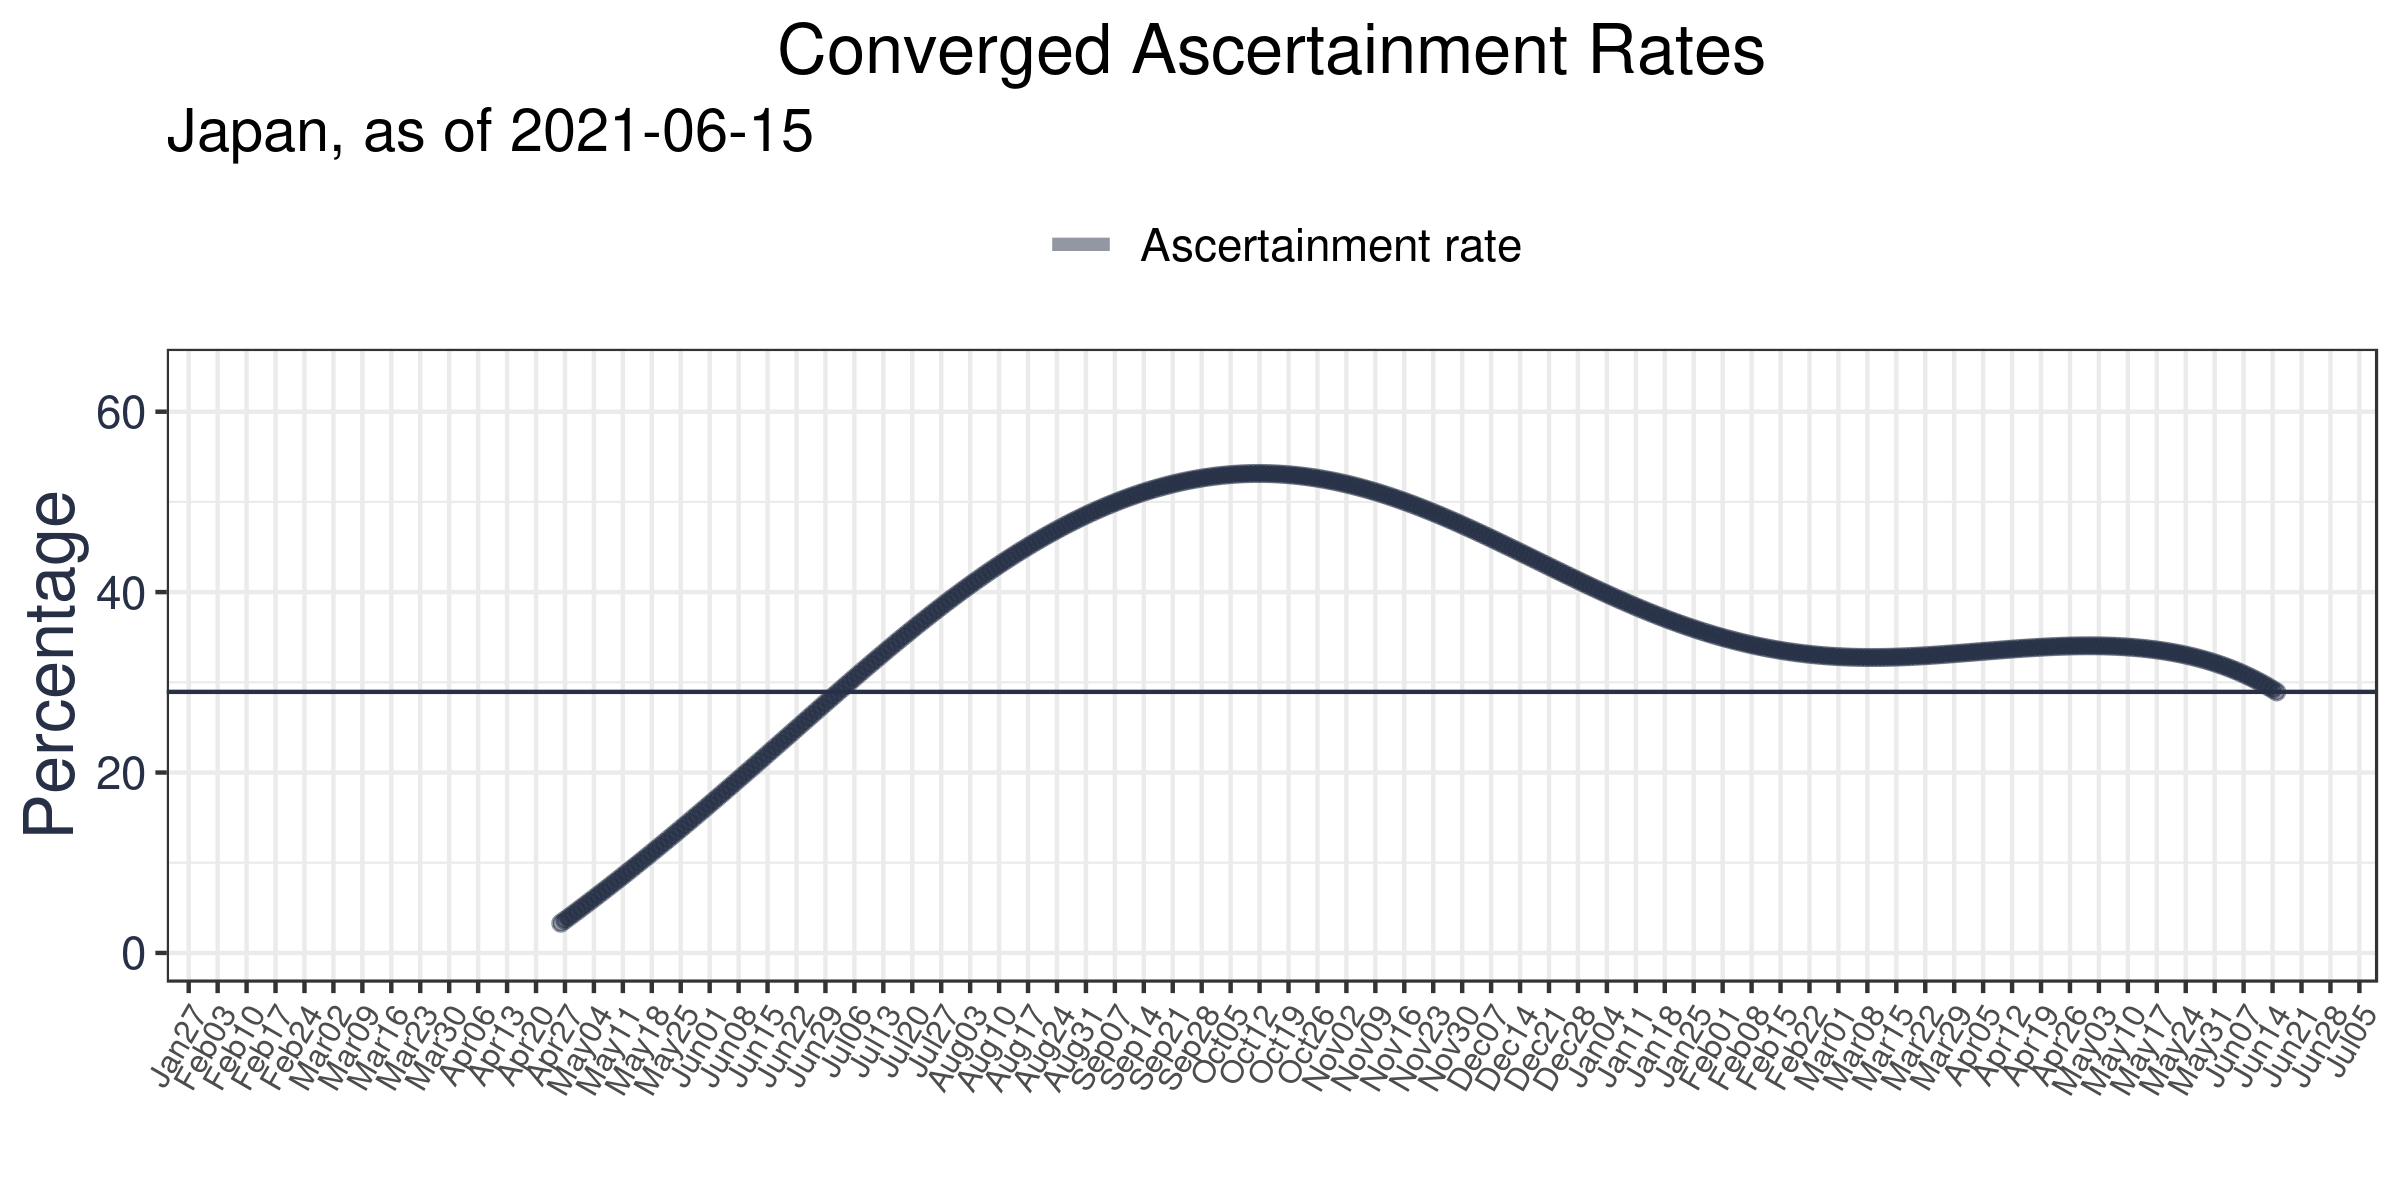 Converged Ascertainment Rates
Japan, as of 2021-06-15
Ascertainment rate
Percentage
60
40
20
0
Jan27
Feb03
Feb10
Feb17
Feb24
Mar02
Mar09
Mar16
Mar23
Mar30
Apr06
Apr13
Apr20
Apr27
May04
May11
May18
May25
Jun01
Jun08
Jun15
Jun22
Jun29
Jul06
Jul13
Jul20
Jul27
Aug03
Aug10
Aug17
Aug24
Aug31
Sep07
Sep14
Sep21
Sep28
Oct05
Oct12
Oct19
Oct26
Nov02
Nov09
Nov16
Nov23
Nov30
Dec07
Dec14
Dec21
Dec28
Jan04
Jan11
Jan18
Jan25
Feb01
Feb08
Feb15
Feb22
Mar01
Mar08
Mar15
Mar22
Mar29
Apr05
Apr12
Apr19
Apr26
May03
May10
May17
May24
May31
Jun07
Jun14
Jun21
Jun28
Jul05